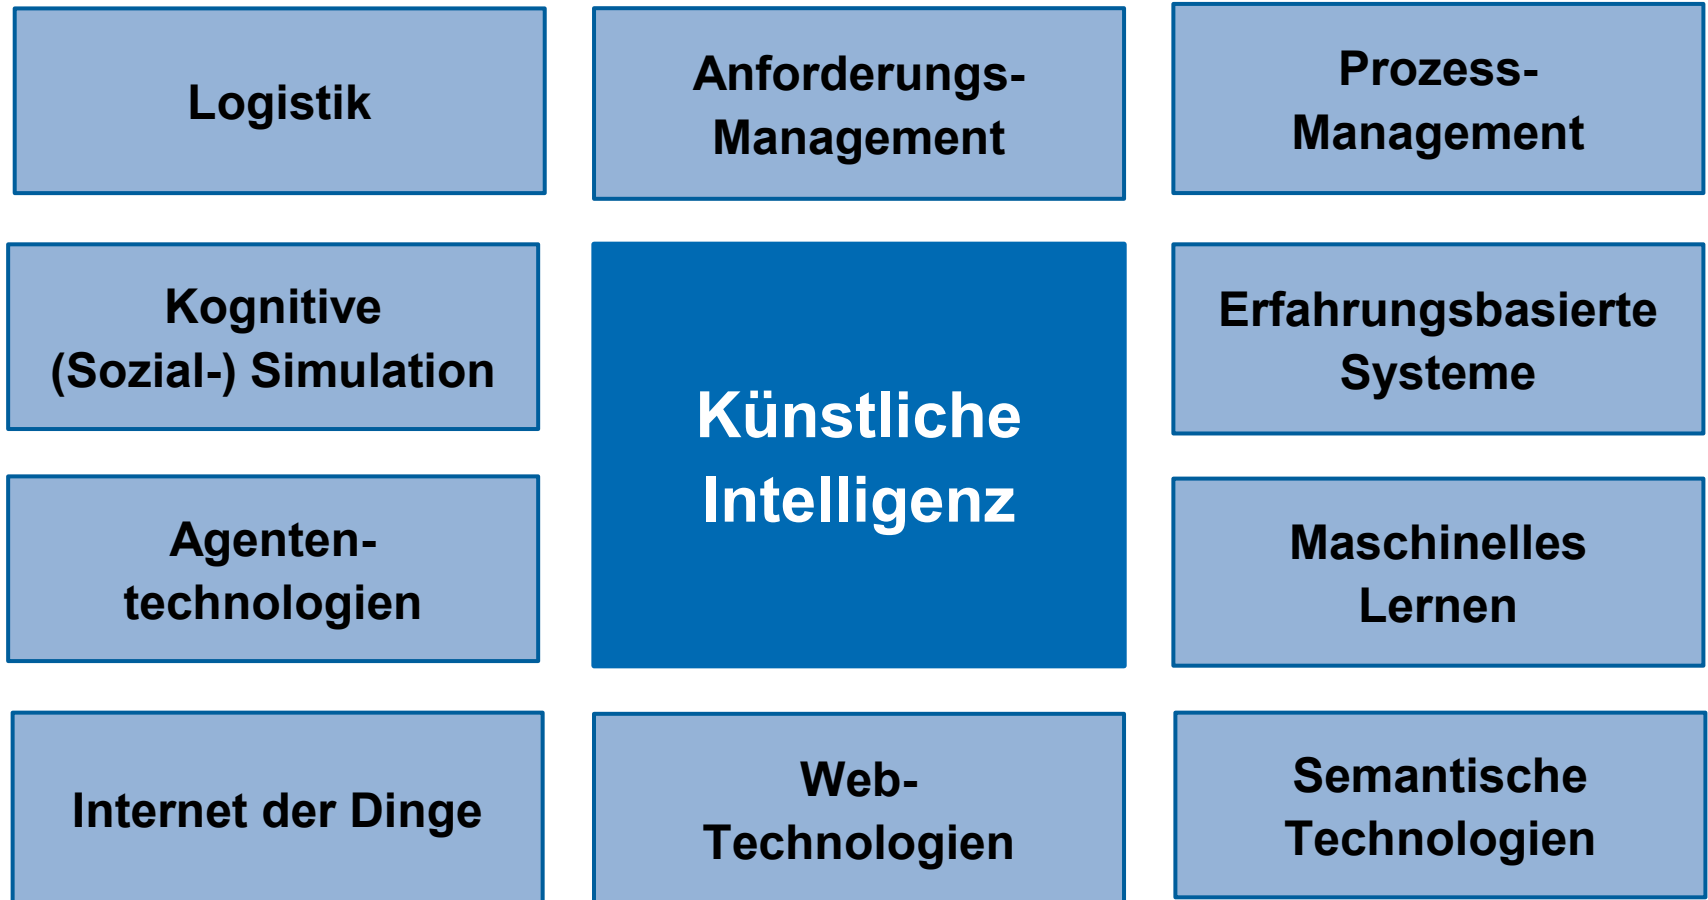 Logistik
Anforderungs-
Management
Prozess-
Management
Kognitive
(Sozial-) Simulation
Künstliche
Intelligenz
Erfahrungsbasierte
Systeme
Agenten-
technologien
Maschinelles
Lernen
Internet der Dinge
Web-
Technologien
Semantische
Technologien